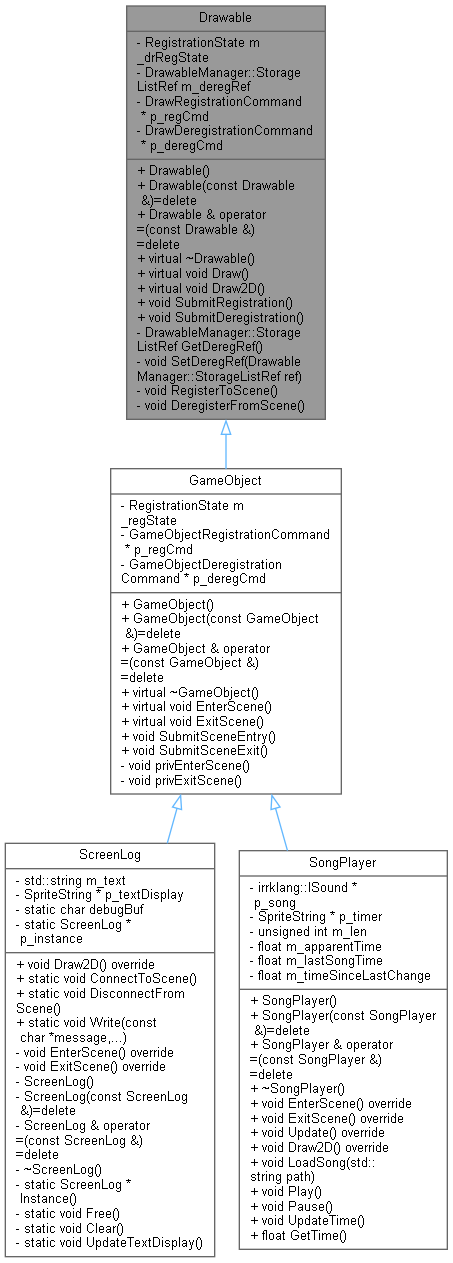 Drawable
- RegistrationState m
_drRegState
- DrawableManager::Storage
ListRef m_deregRef
- DrawRegistrationCommand
* p_regCmd
- DrawDeregistrationCommand
* p_deregCmd
+ Drawable()
+ Drawable(const Drawable
&)=delete
+ Drawable & operator
=(const Drawable &)
=delete
+ virtual ~Drawable()
+ virtual void Draw()
+ virtual void Draw2D()
+ void SubmitRegistration()
+ void SubmitDeregistration()
- DrawableManager::Storage
ListRef GetDeregRef()
- void SetDeregRef(Drawable
Manager::StorageListRef ref)
- void RegisterToScene()
- void DeregisterFromScene()
GameObject
- RegistrationState m
_regState
- GameObjectRegistrationCommand
* p_regCmd
- GameObjectDeregistration
Command * p_deregCmd
+ GameObject()
+ GameObject(const GameObject
&)=delete
+ GameObject & operator
=(const GameObject &)
=delete
+ virtual ~GameObject()
+ virtual void EnterScene()
+ virtual void ExitScene()
+ void SubmitSceneEntry()
+ void SubmitSceneExit()
- void privEnterScene()
- void privExitScene()
ScreenLog
- std::string m_text
- SpriteString * p_textDisplay
- static char debugBuf
- static ScreenLog *
p_instance
+ void Draw2D() override
+ static void ConnectToScene()
+ static void DisconnectFrom
Scene()
+ static void Write(const
char *message,...)
- void EnterScene() override
- void ExitScene() override
- ScreenLog()
- ScreenLog(const ScreenLog
&)=delete
- ScreenLog & operator
=(const ScreenLog &)
=delete
- ~ScreenLog()
- static ScreenLog *
Instance()
- static void Free()
- static void Clear()
- static void UpdateTextDisplay()
SongPlayer
- irrklang::ISound *
p_song
- SpriteString * p_timer
- unsigned int m_len
- float m_apparentTime
- float m_lastSongTime
- float m_timeSinceLastChange
+ SongPlayer()
+ SongPlayer(const SongPlayer
&)=delete
+ SongPlayer & operator
=(const SongPlayer &)
=delete
+ ~SongPlayer()
+ void EnterScene() override
+ void ExitScene() override
+ void Update() override
+ void Draw2D() override
+ void LoadSong(std::
string path)
+ void Play()
+ void Pause()
+ void UpdateTime()
+ float GetTime()